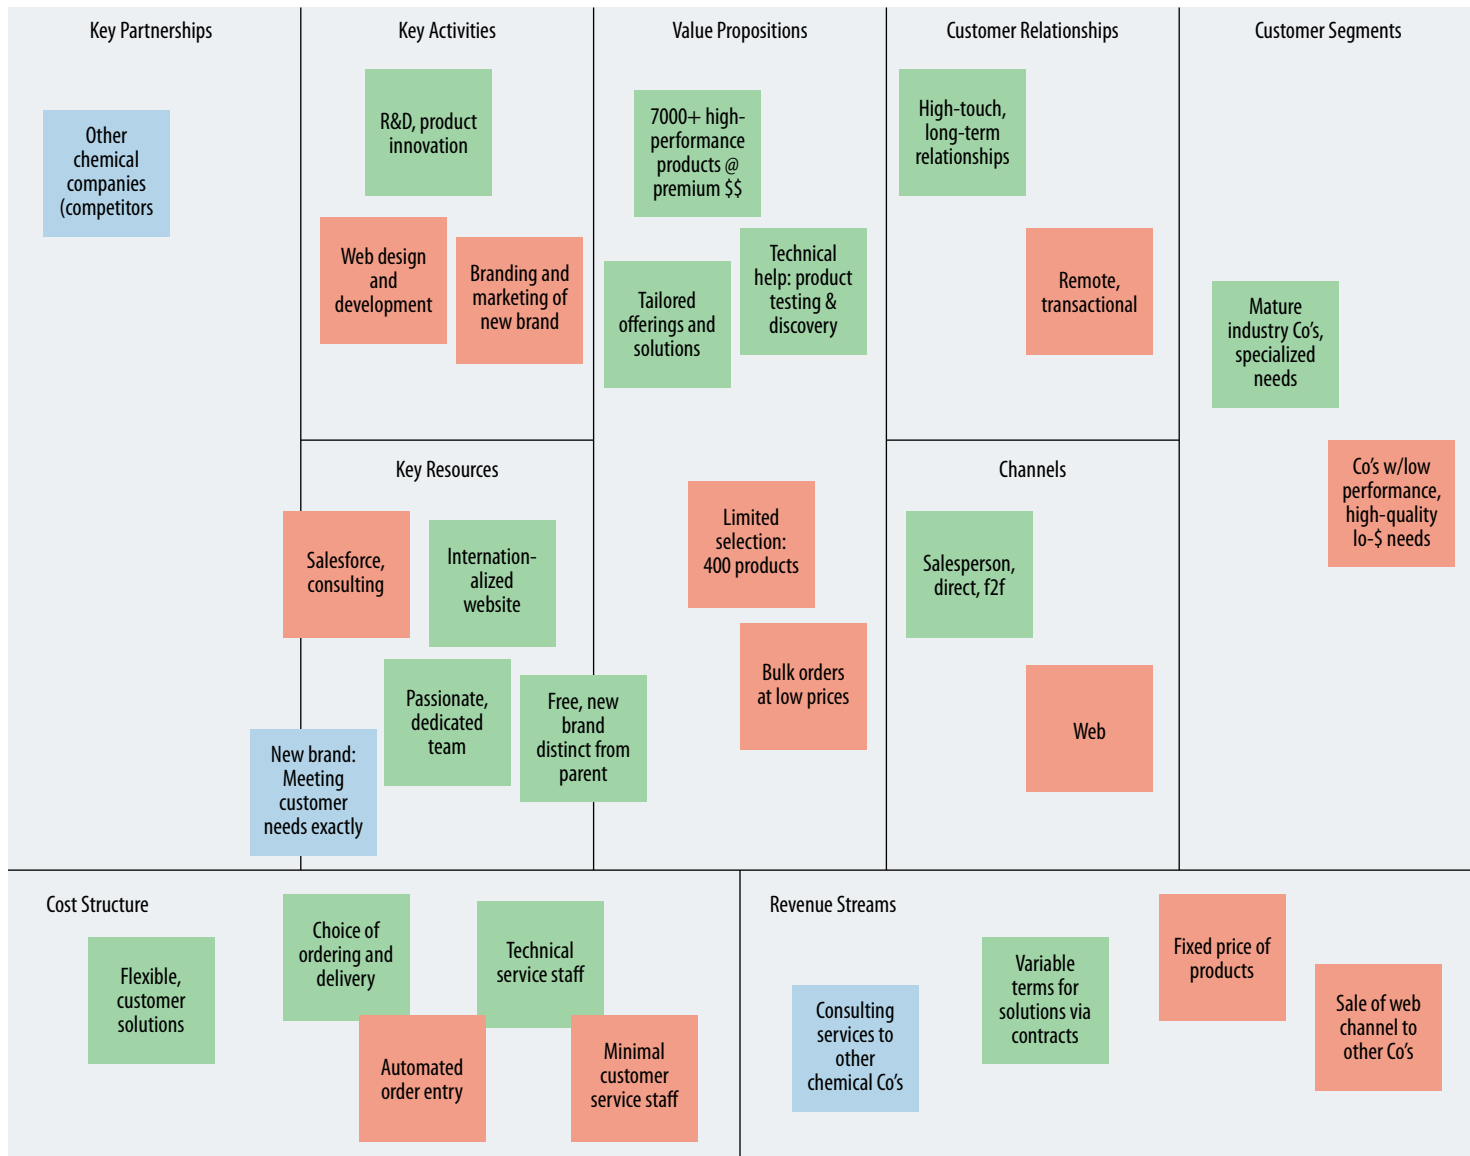 Key Partnerships
Other
chemical
companies
(competitors
Key Activities
R&D, product
innovation
Web design
and
development
Branding and
marketing of
new brand
Key Resources
Salesforce,
consulting
Internation-
alized
website
Passionate,
dedicated
team
Free, new
brand
distinct from
parent
New brand:
Meeting
customer
needs exactly
Value Propositions
7000+ high-
performance
products @
premium $$
Technical
help: product
testing &
discovery
Tailored
offerings and
solutions
Limited
selection:
400 products
Bulk orders
at low prices
Customer Relationships
High-touch,
long-term
relationships
Remote,
transactional
Channels
Salesperson,
direct, f2f
Web
Customer Segments
Mature
industry Co's,
specialized
needs
Co's w/low
performance,
high-quality
lo-$ needs
Cost Structure
Flexible,
customer
solutions
Choice of
ordering and
delivery
Technical
service staff
Automated
order entry
Minimal
customer
service staff
Revenue Streams
Consulting
services to
other
chemical Co's
Variable
terms for
solutions via
contracts
Fixed price of
products
Sale of web
channel to
other Co's